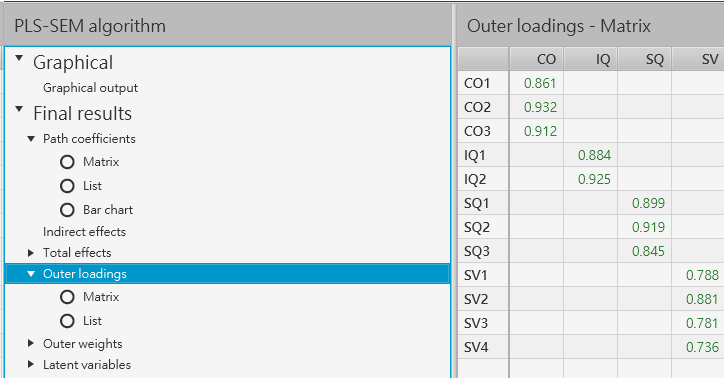 PLS-SEM algorithm
Graphical
Graphical output
Final results
Path coefficients
Matrix
List
Bar chart
Indirect effects
Total effects
Outer loadings
Matrix
List
Outer weights
Latent variables
Outer loadings - Matrix
CO IQ SQ SV
CO1 0.861
CO2 0.932
CO3 0.912
IQ1 0.884
IQ2 0.925
SQ1 0.899
SQ2 0.919
SQ3 0.845
SV1 0.788
SV2 0.881
SV3 0.781
SV4 0.736